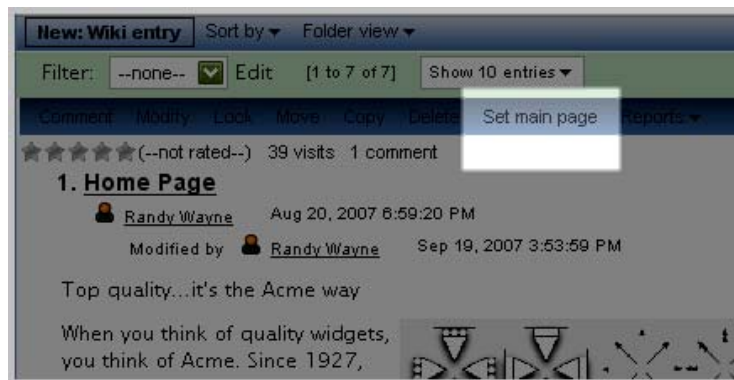 New: Wiki entry Sort by Folder view
Filter: --none-- Edit [1 to 7 of 7] Show 10 entries
Comment Modify Lock Move Copy Delete Set main page Reports
(--not rated--) 39 visits 1 comment
1. Home Page
Randy Wayne Aug 20, 2007 6:59:20 PM
Modified by Randy Wayne Sep 19, 2007 3:53:59 PM
Top quality...it's the Acme way
When you think of quality widgets,
you think of Acme. Since 1927,